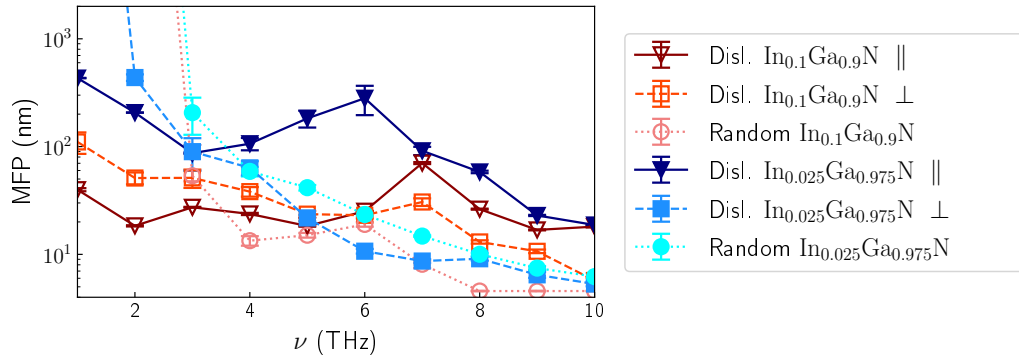 MFP (nm)
10³
10²
10¹
2 4 6 8 10
ν (THz)
Disl. In₀.₁Ga₀.₉N ∥
Disl. In₀.₁Ga₀.₉N ⊥
Random In₀.₁Ga₀.₉N
Disl. In₀.₀₂₅Ga₀.₉₇₅N ∥
Disl. In₀.₀₂₅Ga₀.₉₇₅N ⊥
Random In₀.₀₂₅Ga₀.₉₇₅N